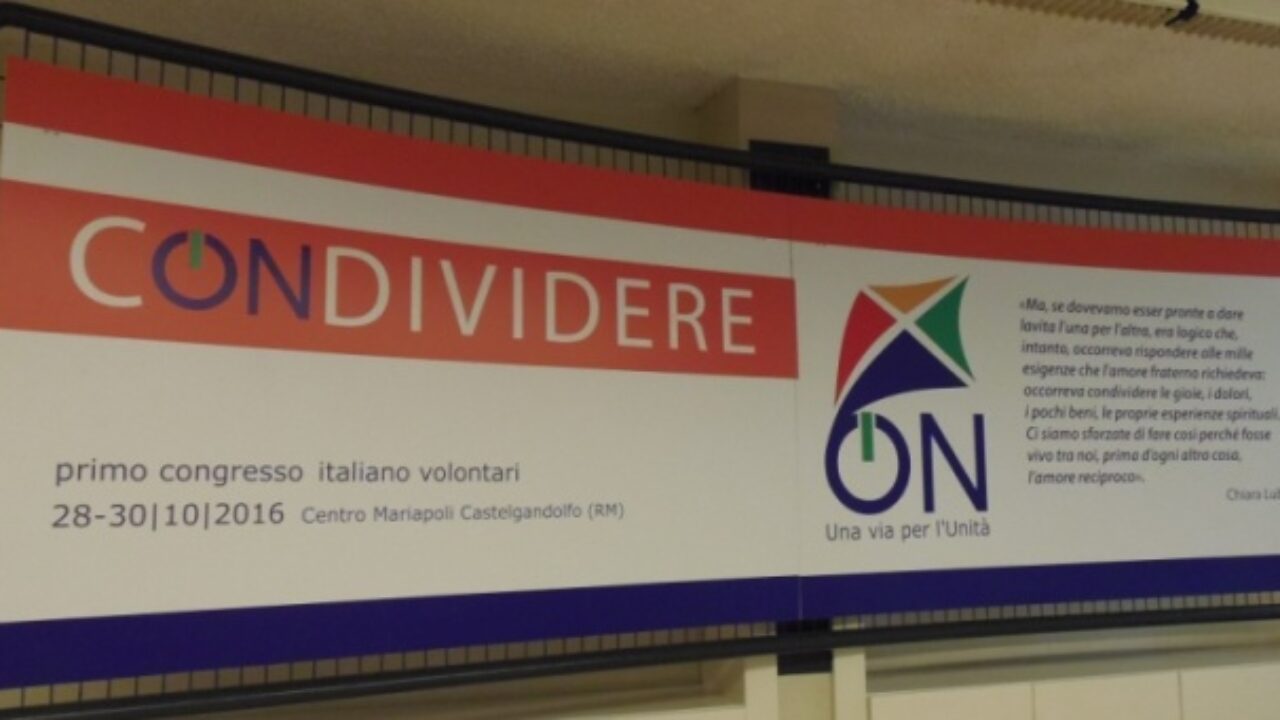 CONDIVIDERE
primo congresso italiano volontari
28-30|10|2016 Centro Mariapoli Castelgandolfo (RM)
ON
Una via per l'Unità
«Ma, se dovevamo esser pronte a dare
lavita l'una per l'altra, era logico che,
intanto, occorreva rispondere alle mille
esigenze che l'amore fraterno richiedeva:
occorreva condividere le gioie, i dolori,
i pochi beni, le proprie esperienze spirituali.
Ci siamo sforzate di fare così perché fosse
vivo tra noi, prima d'ogni altra cosa,
l'amore reciproco».
Chiara